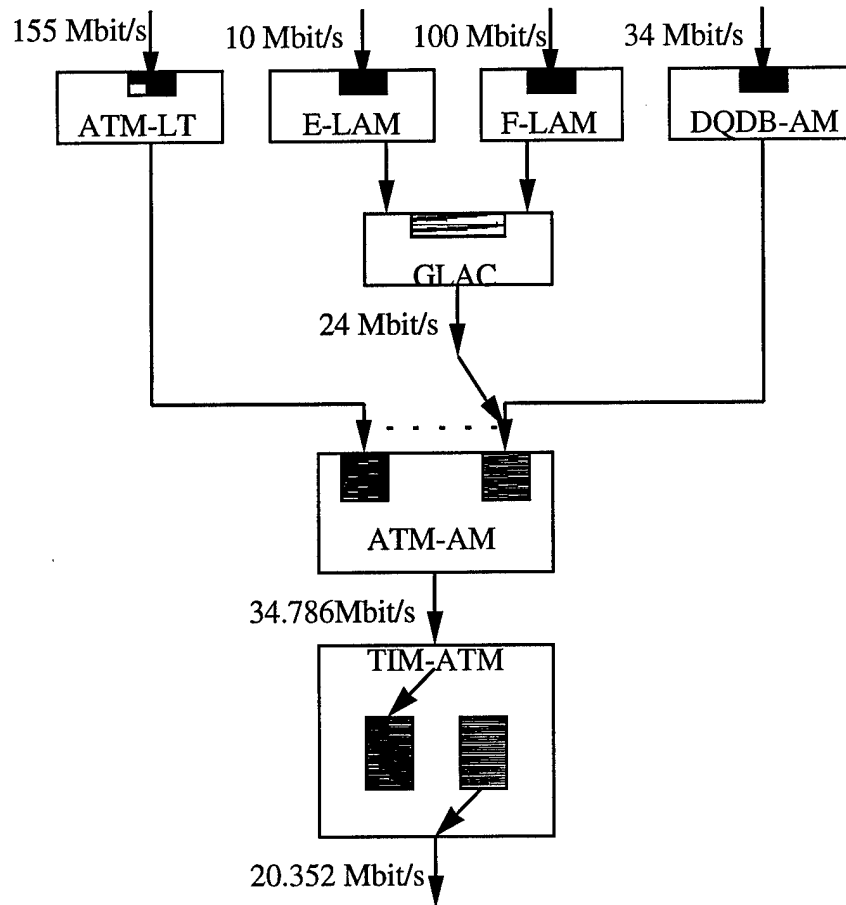 155 Mbit/s
10 Mbit/s
100 Mbit/s
34 Mbit/s
ATM-LT
E-LAM
F-LAM
DQDB-AM
GLAC
24 Mbit/s
ATM-AM
34.786Mbit/s
TIM-ATM
20.352 Mbit/s